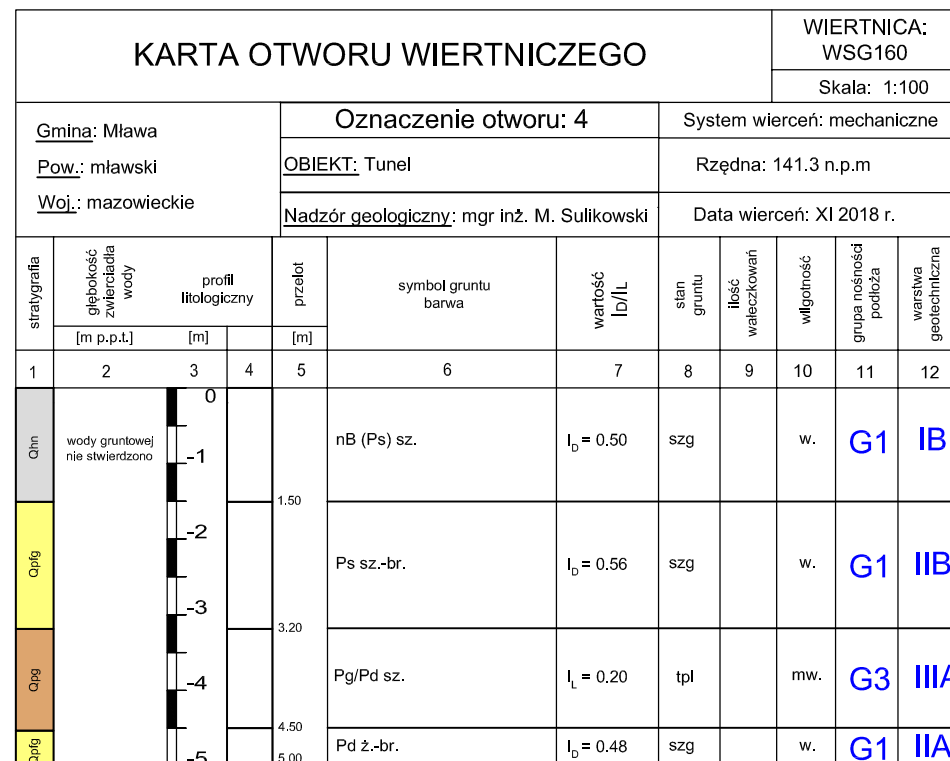 KARTA OTWORU WIERTNICZEGO
WIERTNICA:
WSG160
Skala: 1:100
Gmina: Mława
Pow.: mławski
Woj.: mazowieckie
Oznaczenie otworu: 4
OBIEKT: Tunel
Nadzór geologiczny: mgr inż. M. Sulikowski
System wierceń: mechaniczne
Rzędna: 141.3 n.p.m
Data wierceń: XI 2018 r.
stratygrafia
głębokość
zwierciadła
wody
[m p.p.t.]
profil
litologiczny
[m]
przelot
[m]
symbol gruntu
barwa
wartość
ID/IL
stan
gruntu
ilość
wałeczkowań
wilgotność
grupa nośności
podłoża
warstwa
geotechniczna
1 2 3 4 5 6 7 8 9 10 11 12
0
Qhn
wody gruntowej
nie stwierdzono
-1
nB (Ps) sz. ID = 0.50 szg w. G1 IB
1.50
-2
Qpfg Ps sz.-br. ID = 0.56 szg w. G1 IIB
-3
3.20
Qpg -4 Pg/Pd sz. IL = 0.20 tpl mw. G3 IIIA
4.50
Qpfg Pd ż.-br. ID = 0.48 szg w. G1 IIA
-5 5.00